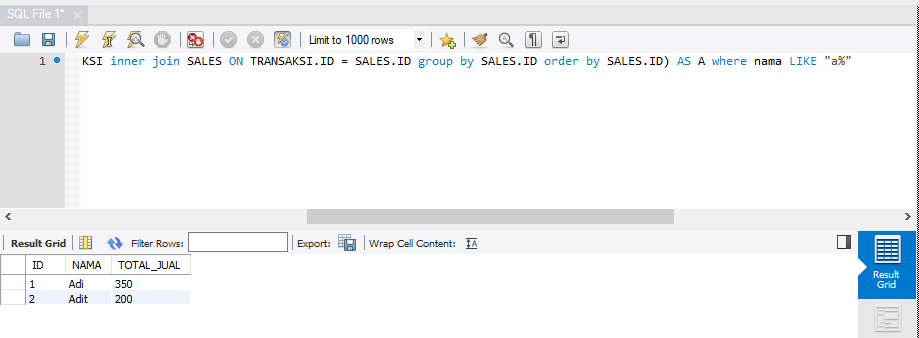 SQL File 1*
Limit to 1000 rows
1
KSI inner join SALES ON TRANSAKSI.ID = SALES.ID group by SALES.ID order by SALES.ID) AS A where nama LIKE "a%"
Result Grid
Filter Rows:
Export:
Wrap Cell Content:
ID NAMA TOTAL_JUAL
1 Adi 350
2 Adit 200
Result
Grid